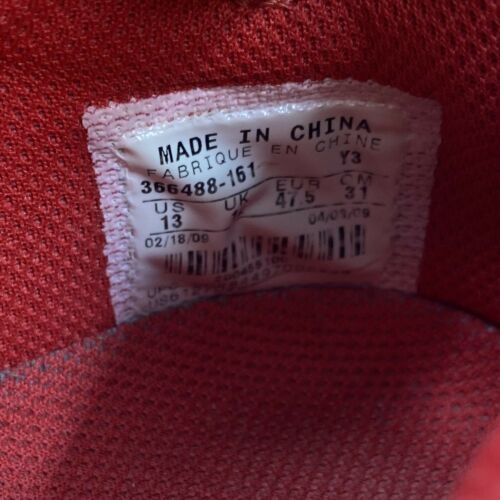 MADE IN CHINA
FABRIQUE EN CHINE
366488-161 Y3
US UK EUR CM
13 47.5 31
02/18/09 04/03/09